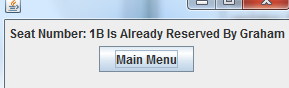 Seat Number: 1B Is Already Reserved By Graham
Main Menu